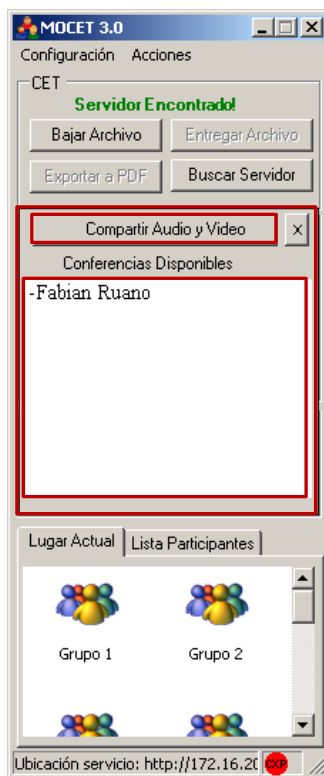 MOCET 3.0
Configuración Acciones
CET
Servidor Encontrado!
Bajar Archivo Entregar Archivo
Exportar a PDF Buscar Servidor
Compartir Audio y Video x
Conferencias Disponibles
-Fabian Ruano
Lugar Actual Lista Participantes
Grupo 1 Grupo 2
Ubicación servicio: http://172.16.20 CXP